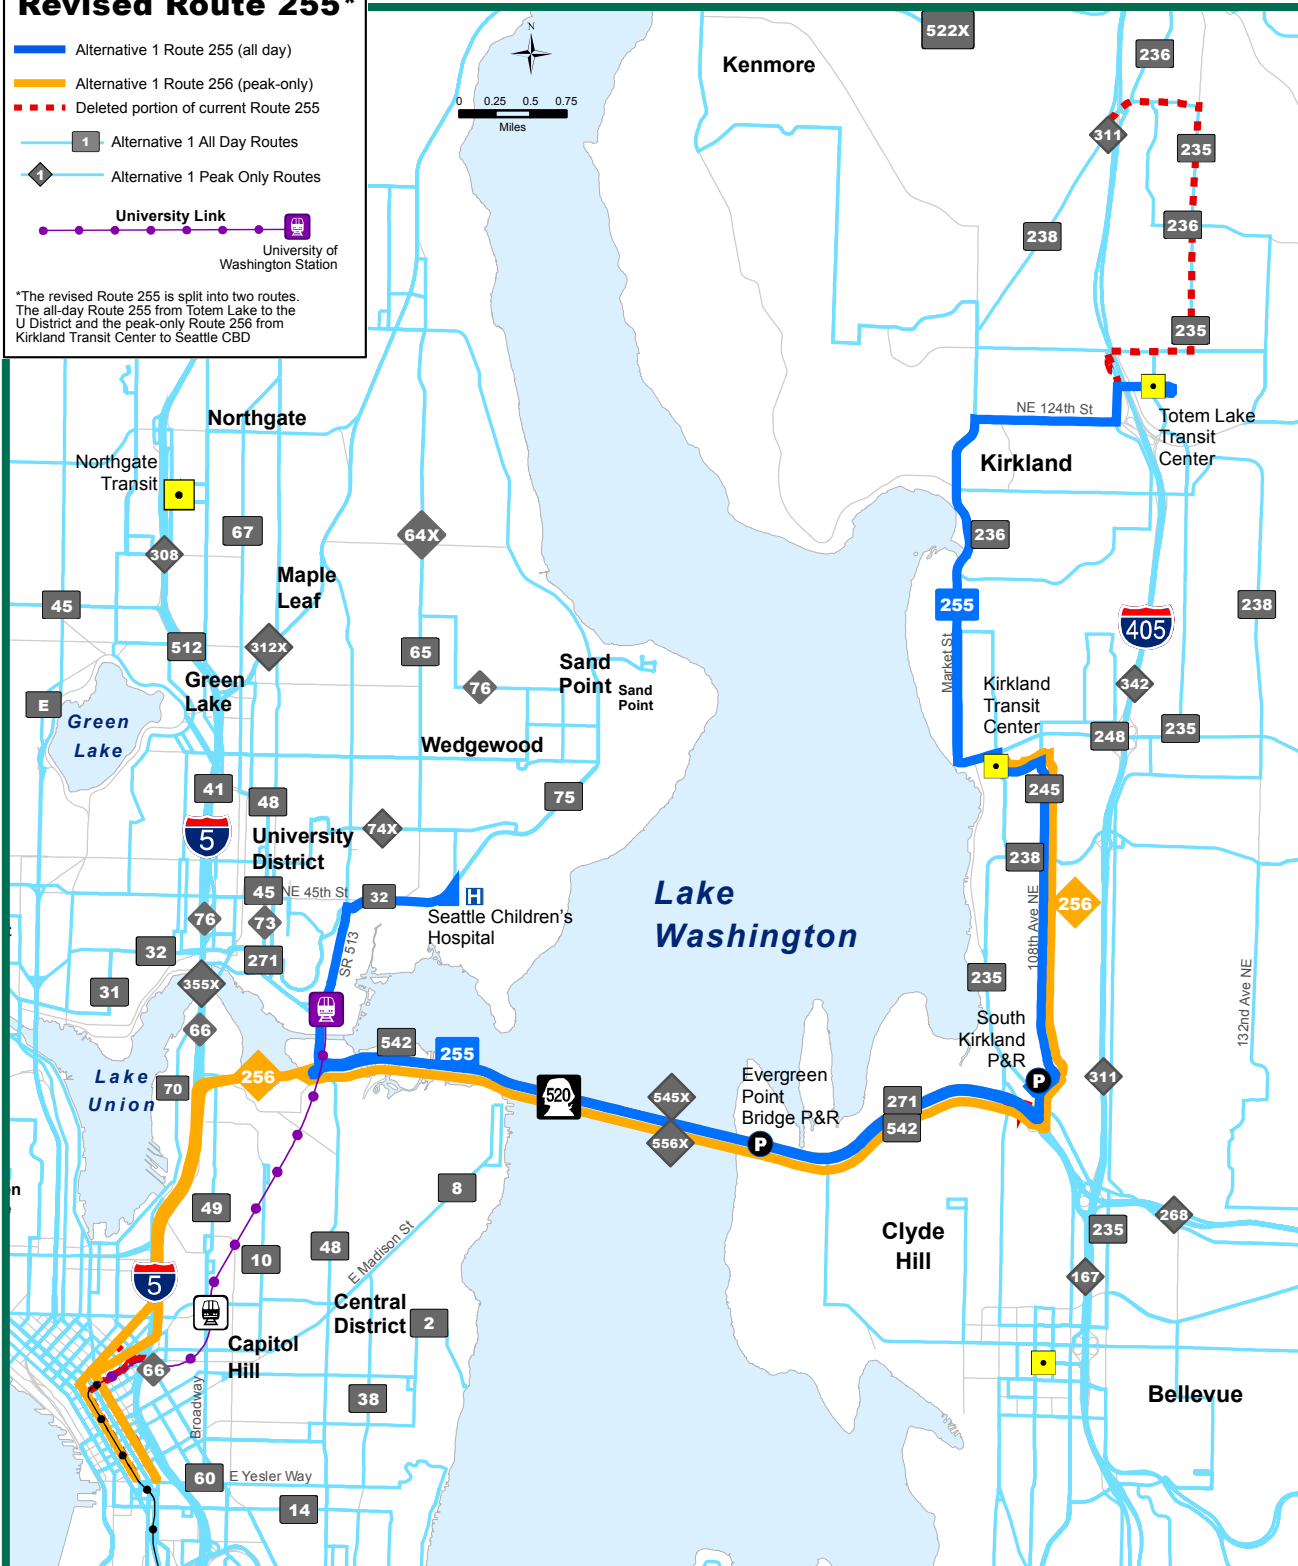 Revised Route 255*
Alternative 1 Route 255 (all day)
Alternative 1 Route 256 (peak-only)
Deleted portion of current Route 255
1 Alternative 1 All Day Routes
1 Alternative 1 Peak Only Routes
University Link
University of
Washington Station
*The revised Route 255 is split into two routes.
The all-day Route 255 from Totem Lake to the
U District and the peak-only Route 256 from
Kirkland Transit Center to Seattle CBD
N
0 0.25 0.5 0.75
Miles
522X
Kenmore
236
311
235
238
236
235
NE 124th St
Totem Lake
Transit
Center
Kirkland
Northgate
Northgate
Transit
67
64X
308
236
Maple
Leaf
45
255
238
405
512
312X
65
Sand
Point
Sand
Point
Market St
Green
Lake
76
Kirkland
Transit
Center
342
E
Green
Lake
248
235
Wedgewood
41
48
75
245
5
University
District
74X
238
45
NE 45th St
32
H
Lake
Washington
256
76
73
Seattle Children's
Hospital
108th Ave NE
32
271
SR 513
235
132nd Ave NE
31
355X
66
South
Kirkland
P&R
542
255
P
311
Lake
Union
70
256
520
545X
Evergreen
Point
Bridge P&R
271
542
556X
P
en
8
49
268
235
Clyde
Hill
48
10
E Madison St
5
167
Central
District
2
Capitol
Hill
66
38
Bellevue
Broadway
60
E Yesler Way
14